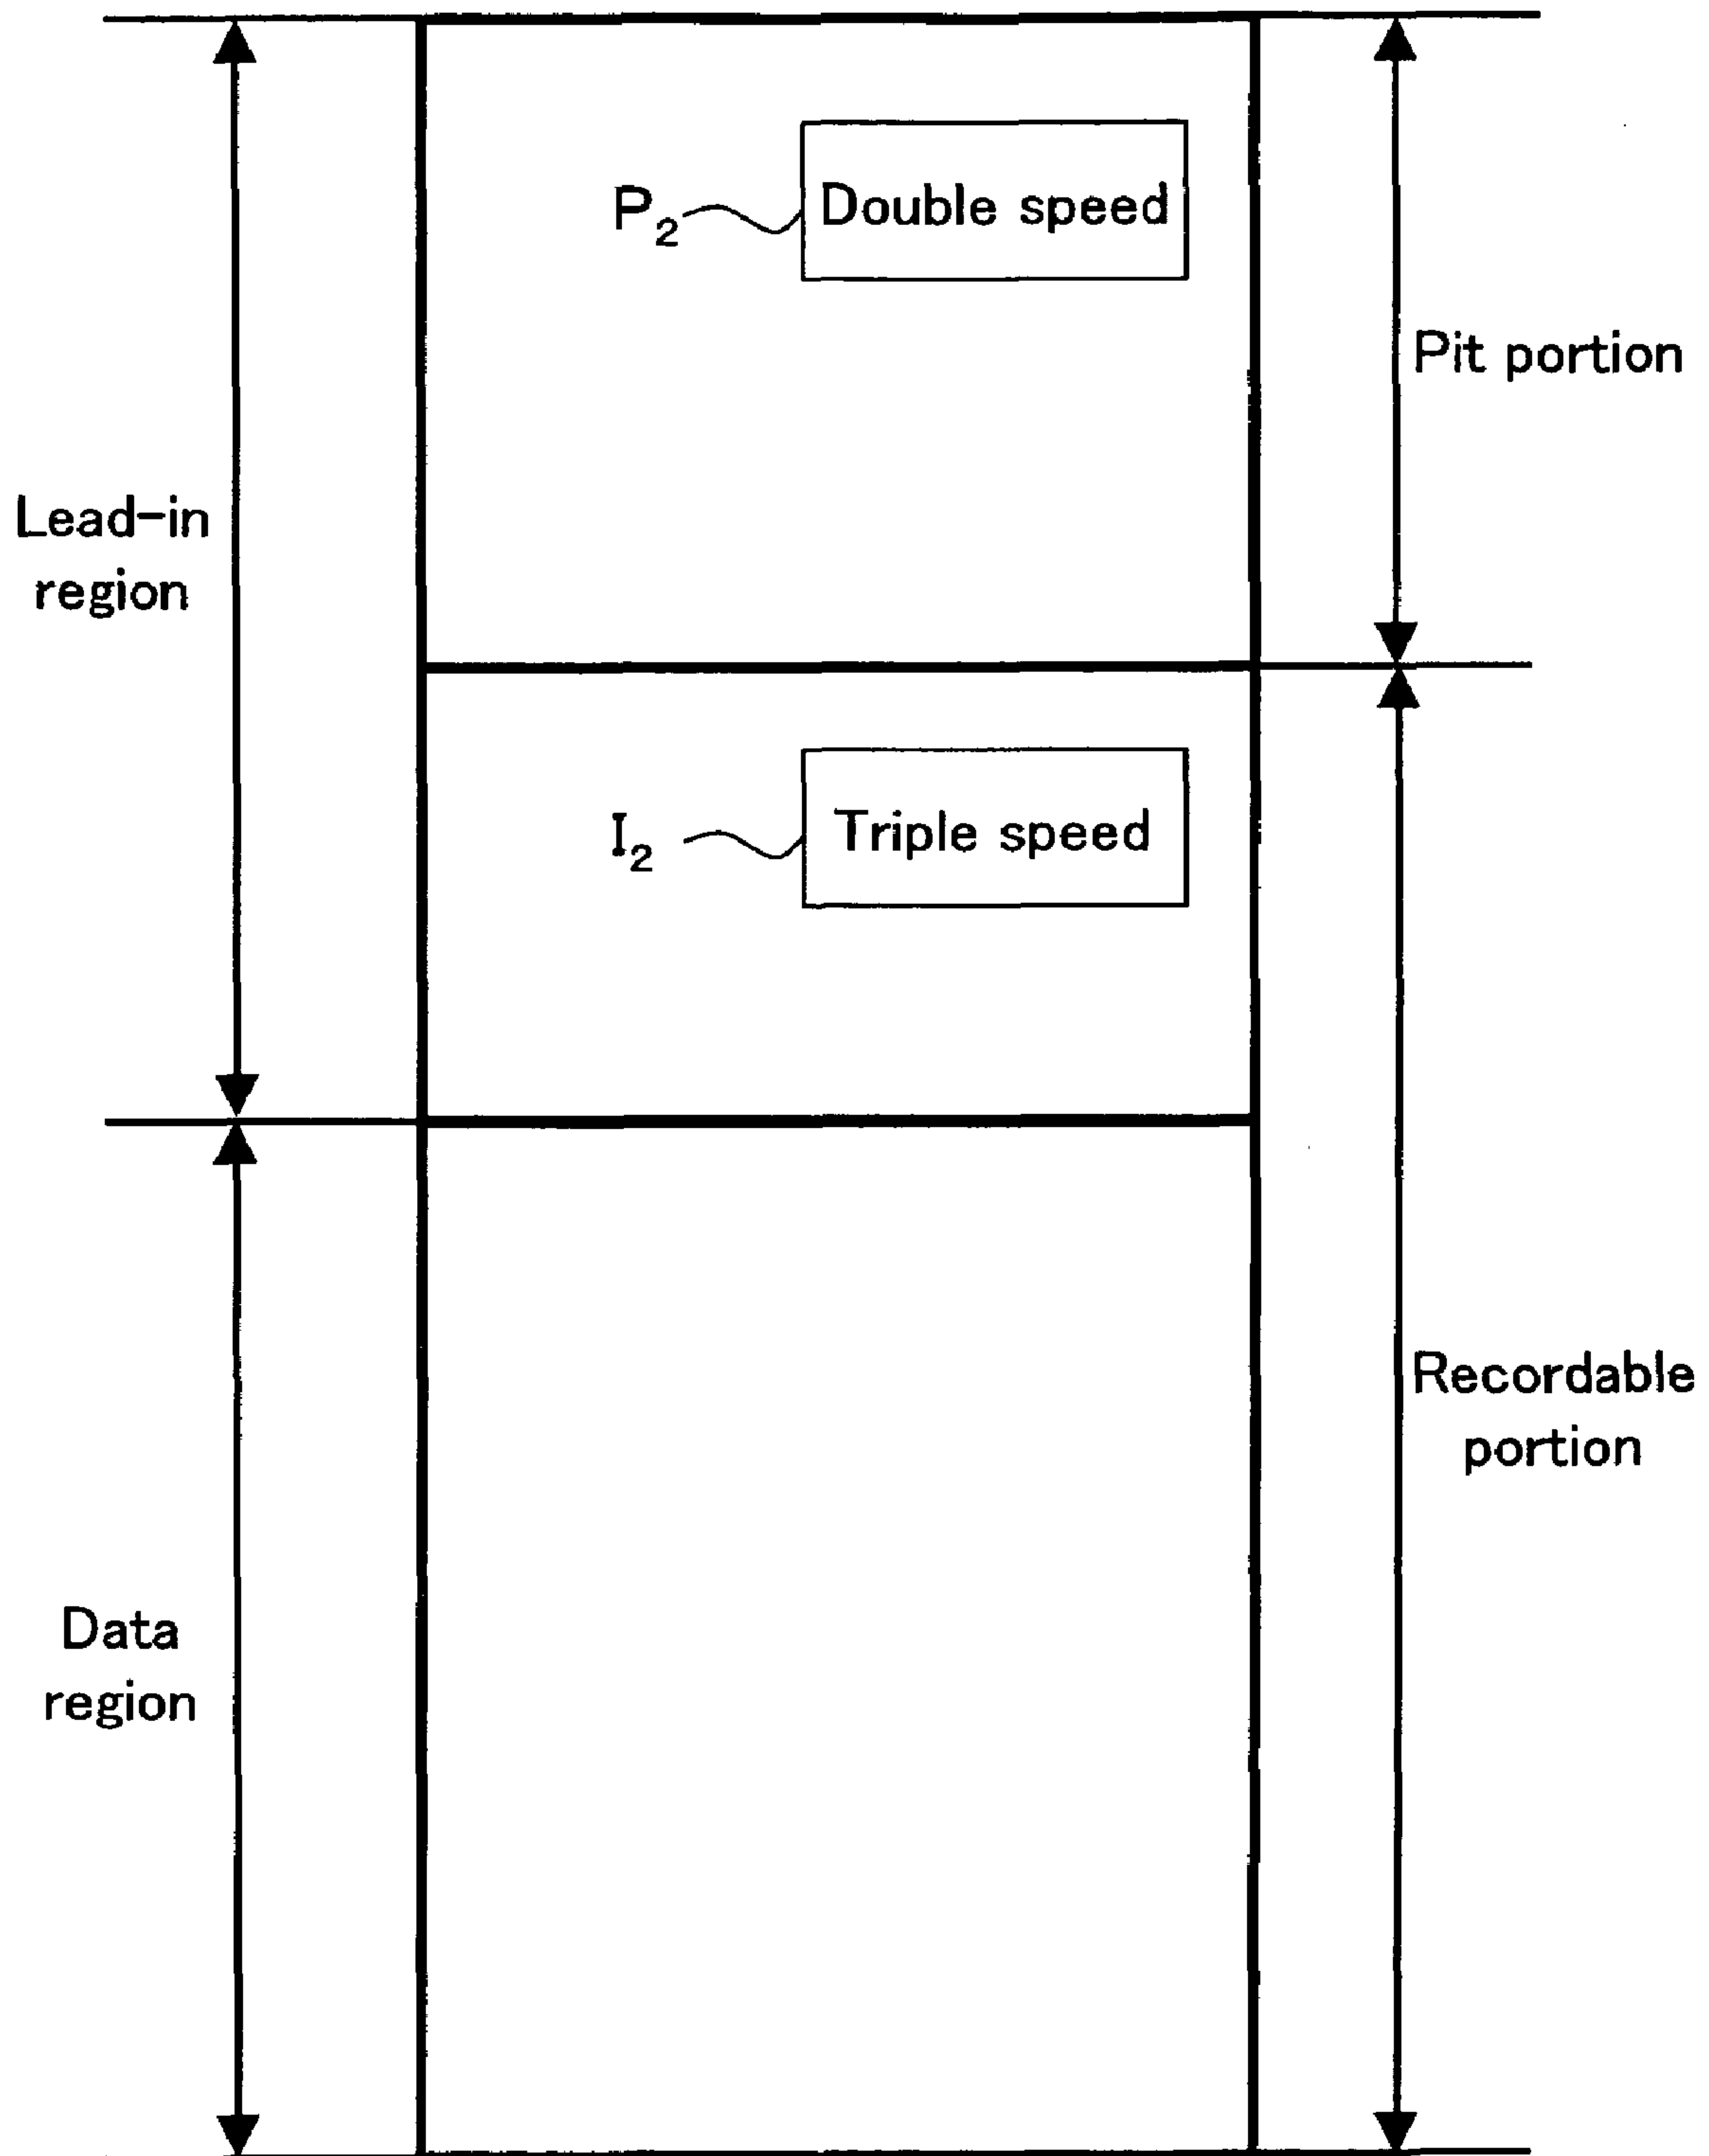 P₂ Double speed
Pit portion
Lead-in
region
I₂ Triple speed
Recordable
portion
Data
region